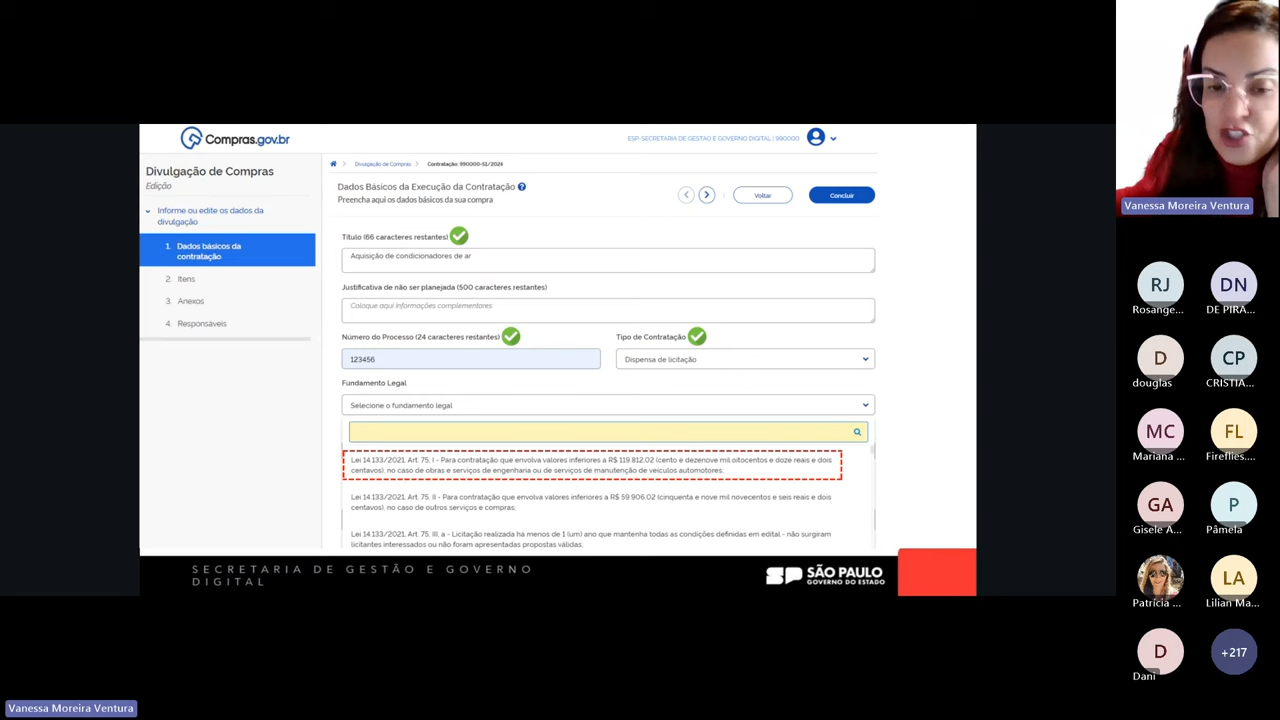 Compras.gov.br
ESP-SECRETARIA DE GESTAO E GOVERNO DIGITAL | 990000
Divulgação de Compras
Edição
Informe ou edite os dados da
divulgação
1. Dados básicos da
contratação
2. Itens
3. Anexos
4. Responsáveis
Divulgação de Compras
Contratação: 990000-51/2024
Dados Básicos da Execução da Contratação
Preencha aqui os dados básicos da sua compra
Voltar
Concluir
Título (66 caracteres restantes)
Aquisição de condicionadores de ar
Justificativa de não ser planejada (500 caracteres restantes)
Coloque aqui informações complementares
Número do Processo (24 caracteres restantes)
Tipo de Contratação
123456
Dispensa de licitação
Fundamento Legal
Selecione o fundamento legal
Lei 14.133/2021, Art. 75, I - Para contratação que envolva valores inferiores a R$ 119.812,02 (cento e dezenove mil oitocentos e doze reais e dois
centavos), no caso de obras e serviços de engenharia ou de serviços de manutenção de veículos automotores;
Lei 14.133/2021, Art. 75, II - Para contratação que envolva valores inferiores a R$ 59.906,02 (cinquenta e nove mil novecentos e seis reais e dois
centavos), no caso de outros serviços e compras;
Lei 14.133/2021, Art. 75, III, a - Licitação realizada há menos de 1 (um) ano que mantenha todas as condições definidas em edital - não surgiram
licitantes interessados ou não foram apresentadas propostas válidas;
SECRETARIA DE GESTÃO E GOVERNO
DIGITAL
SP SÃO PAULO
GOVERNO DO ESTADO
Vanessa Moreira Ventura
RJ
Rosange...
DN
DE PIRA...
D
douglas
CP
CRISTIA...
MC
Mariana ...
FL
Fireflies....
GA
Gisele A...
P
Pâmela
Patrícia ...
LA
Lilian Ma...
D
Dani
+217
Vanessa Moreira Ventura